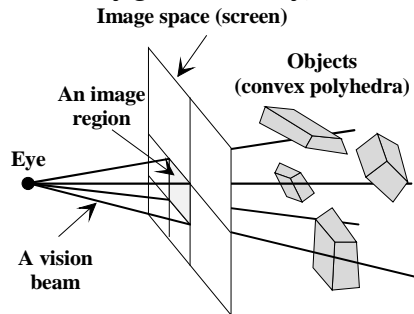 Image space (screen)
Objects
(convex polyhedra)
An image
region
Eye
A vision
beam